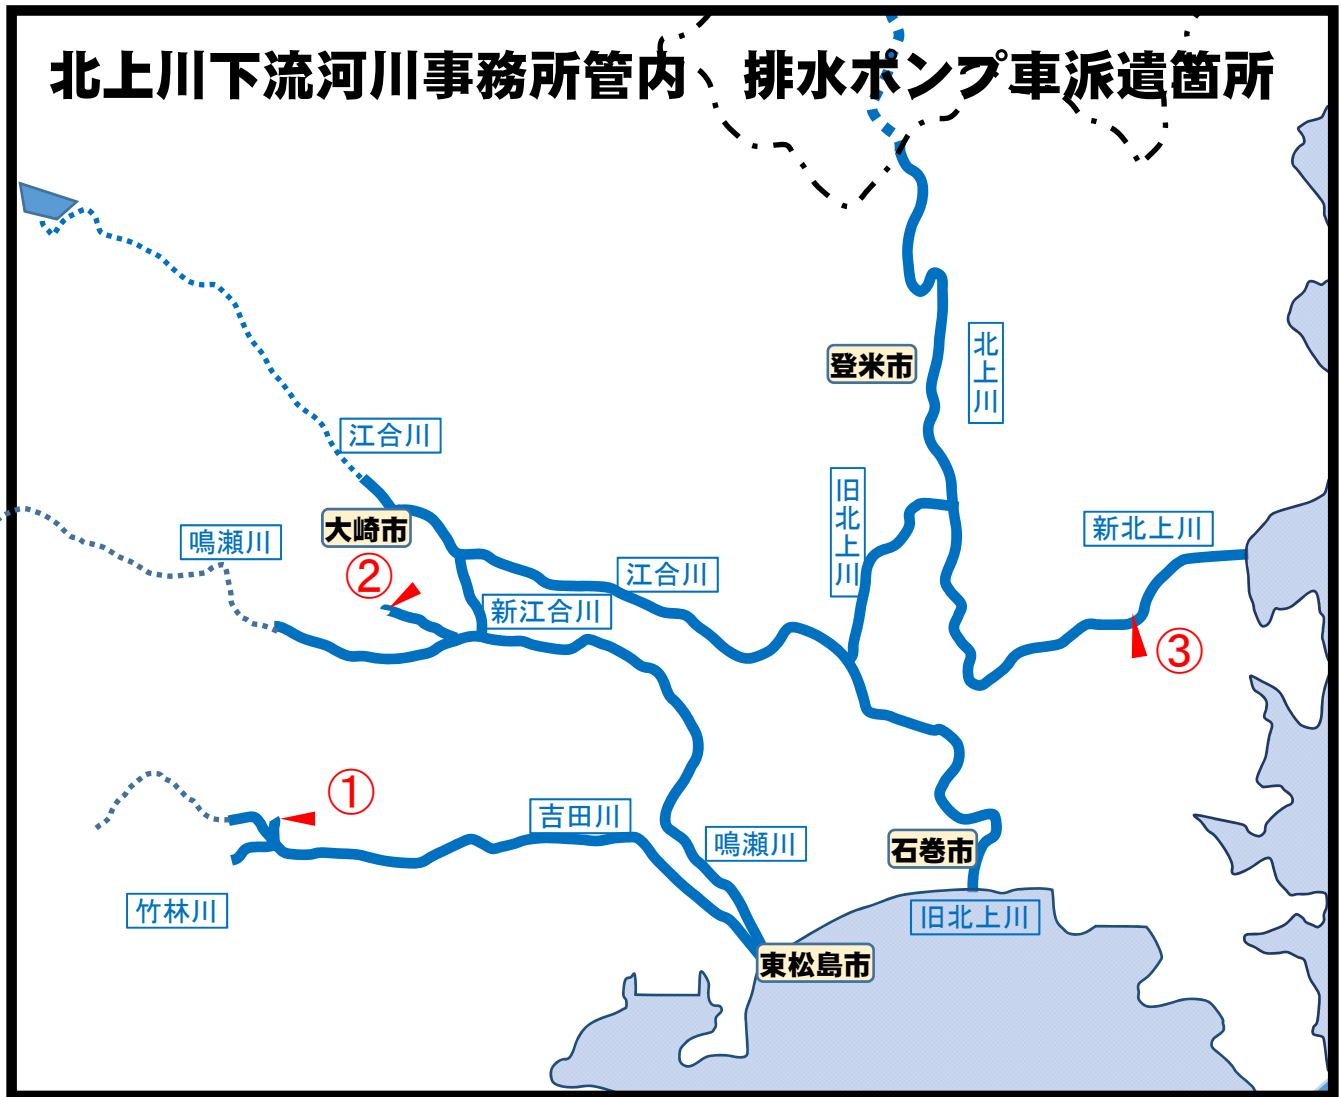 北上川下流河川事務所管内　排水ポンプ車派遣箇所
登米市
北上川
江合川
旧北上川
大崎市
鳴瀬川
新北上川
②
江合川
新江合川
③
①
吉田川
鳴瀬川
石巻市
竹林川
旧北上川
東松島市